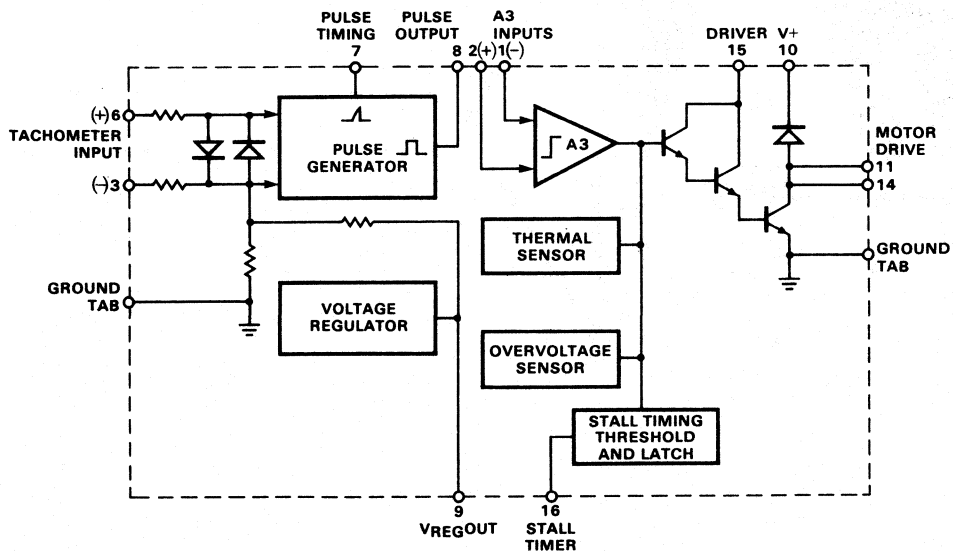 PULSE TIMING
7
PULSE OUTPUT
8
A3 INPUTS
2(+) 1(-)
DRIVER
15
V+
10
(+)6
TACHOMETER INPUT
(-)3
PULSE GENERATOR
A3
MOTOR DRIVE
11
14
THERMAL SENSOR
GROUND TAB
GROUND TAB
VOLTAGE REGULATOR
OVERVOLTAGE SENSOR
STALL TIMING THRESHOLD AND LATCH
9
VREGOUT
16
STALL TIMER